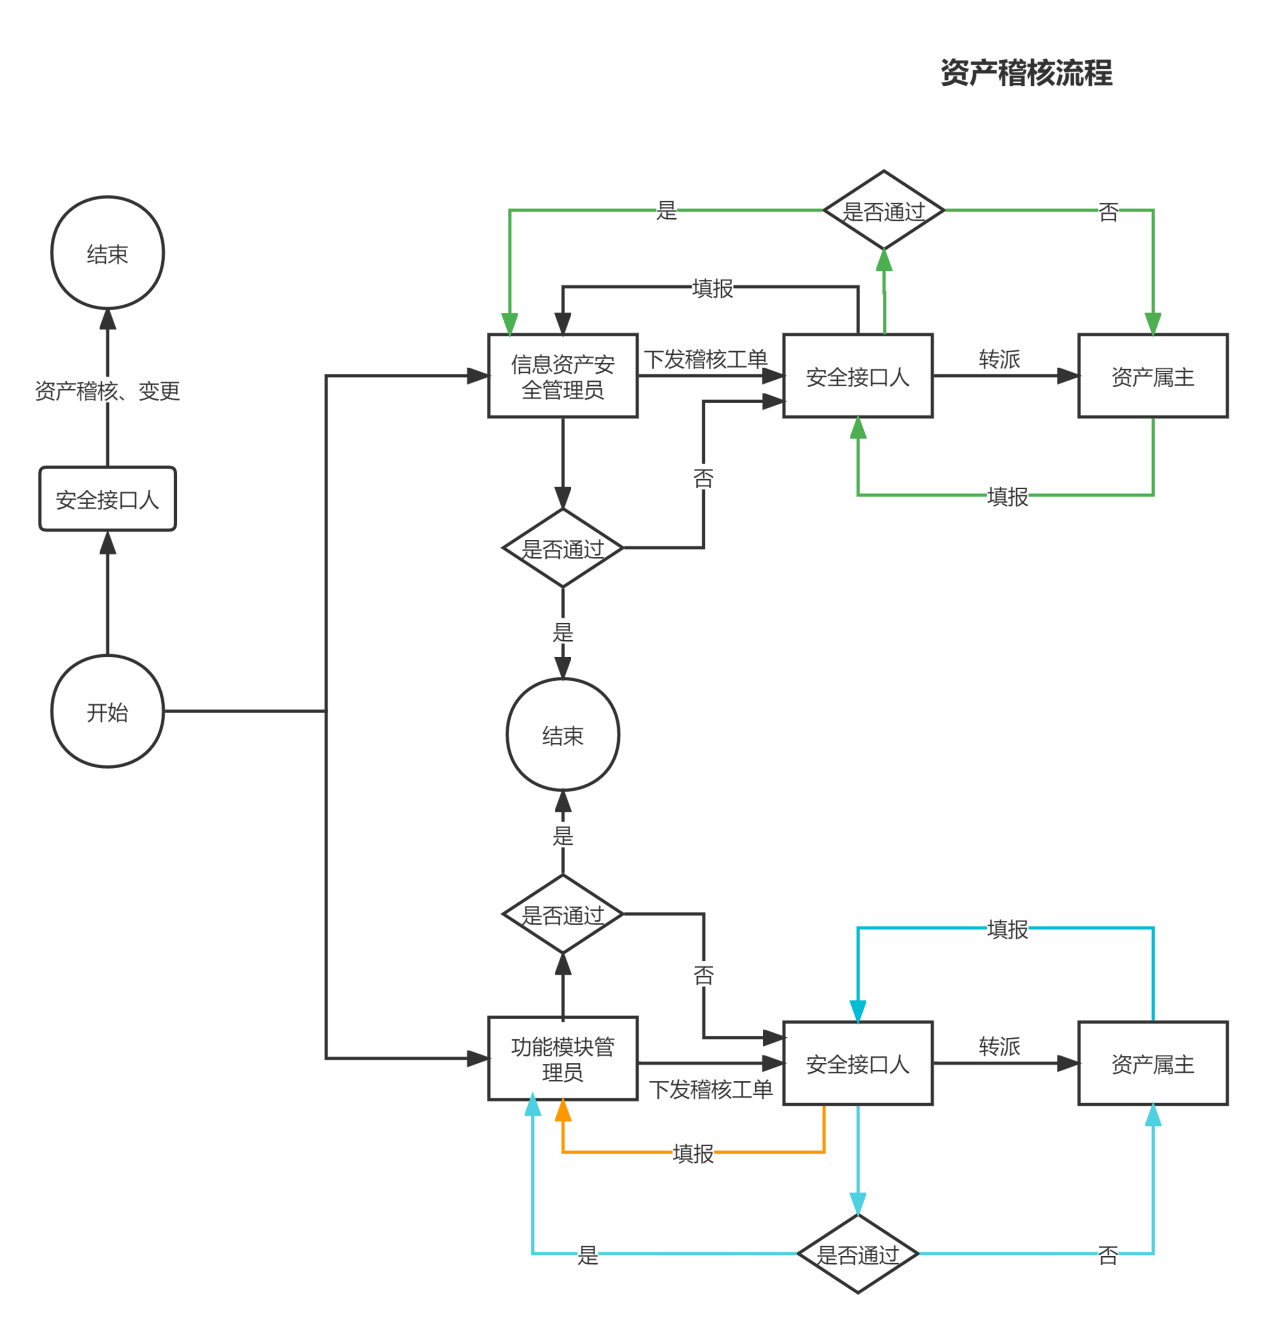 资产稽核流程
是否通过
是
否
结束
填报
信息资产安
全管理员
下发稽核工单
安全接口人
转派
资产属主
资产稽核、变更
否
填报
安全接口人
是否通过
是
开始
结束
是
是否通过
填报
否
功能模块管
理员
安全接口人
转派
资产属主
下发稽核工单
填报
是
是否通过
否